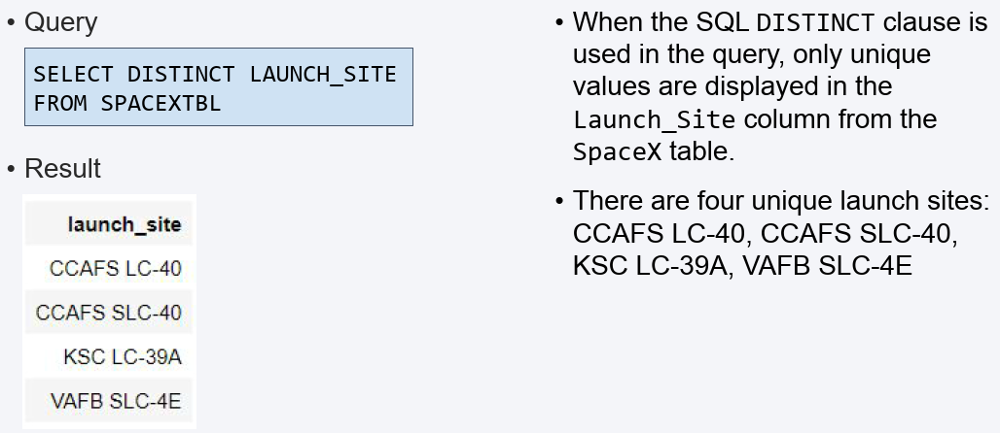 • Query
SELECT DISTINCT LAUNCH_SITE
FROM SPACEXTBL
• Result
launch_site
CCAFS LC-40
CCAFS SLC-40
KSC LC-39A
VAFB SLC-4E
• When the SQL DISTINCT clause is
used in the query, only unique
values are displayed in the
Launch_Site column from the
SpaceX table.
• There are four unique launch sites:
CCAFS LC-40, CCAFS SLC-40,
KSC LC-39A, VAFB SLC-4E